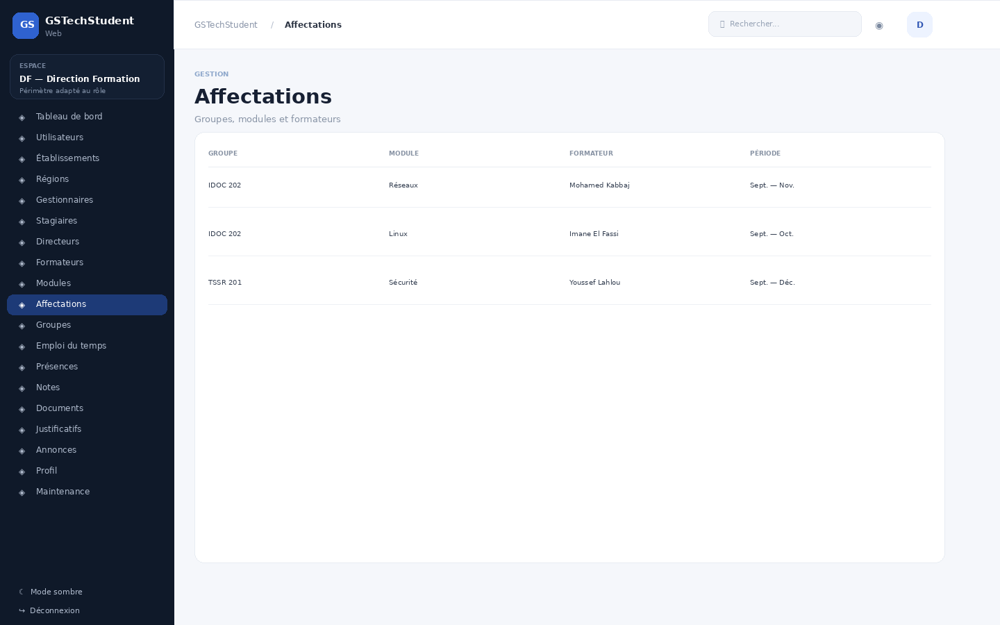 GS
GSTechStudent
Web
ESPACE
DF — Direction Formation
Périmètre adapté au rôle
Tableau de bord
Utilisateurs
Établissements
Régions
Gestionnaires
Stagiaires
Directeurs
Formateurs
Modules
Affectations
Groupes
Emploi du temps
Présences
Notes
Documents
Justificatifs
Annonces
Profil
Maintenance
Mode sombre
Déconnexion
GSTechStudent / Affectations
Rechercher...
D
GESTION
Affectations
Groupes, modules et formateurs
GROUPE MODULE FORMATEUR PÉRIODE
IDOC 202 Réseaux Mohamed Kabbaj Sept. — Nov.
IDOC 202 Linux Imane El Fassi Sept. — Oct.
TSSR 201 Sécurité Youssef Lahlou Sept. — Déc.